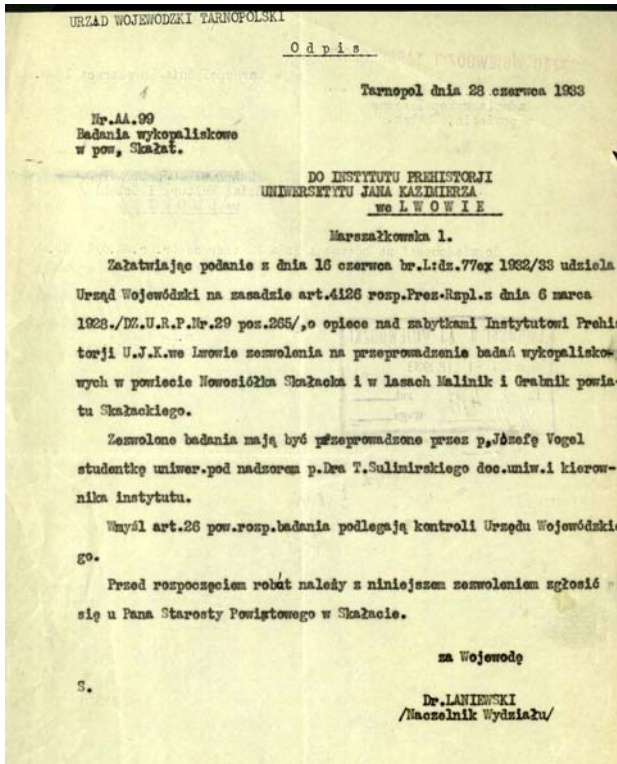 URZĄD WOJEWODZKI TARNOPOLSKI
Odpis
Tarnopol dnia 28 czerwca 1933
Nr.AA.99
Badania wykopaliskowe
w pow, Skałat.
DO INSTYTUTU PREHISTORJI
UNIWERSETYTU JANA KAZIMIERZA
we LWOWIE
Marszałkowska 1.
Załatwiając podanie z dnia 16 czerwca br.L:dz.77ex 1932/33 udziela
Urząd Wojewódzki na zasadzie art.4i26 rozp.Prez.Rzpl.z dnia 6 marca
1928./DZ.U.R.P.Nr.29 poz.265/,o opiece nad zabytkami Instytutowi Prehis
torji U.J.K.we Lwowie zezwolenia na przeprowadzenie badań wykopalisko-
wych w powiecie Nowosiółka Skałacka i w lasach Malinik i Grabnik powia-
tu Skałackiego.
Zezwolone badania mają być przeprowadzone przez p,Józefę Vogel
studentkę uniwer.pod nadzorem p.Dra T.Sulimirskiego doc.uniw.i kierow-
nika instytutu.
Wmyśl art.26 pow.rozp.badania podlegają kontroli Urzędu Wojewódzkie
go.
Przed rozpoczęciem robót należy z niniejszem zezwoleniem zgłosić
się u Pana Starosty Powiatowego w Skałacie.
za Wojewodę
S.
Dr.LANIEWSKI
/Naczelnik Wydziału/